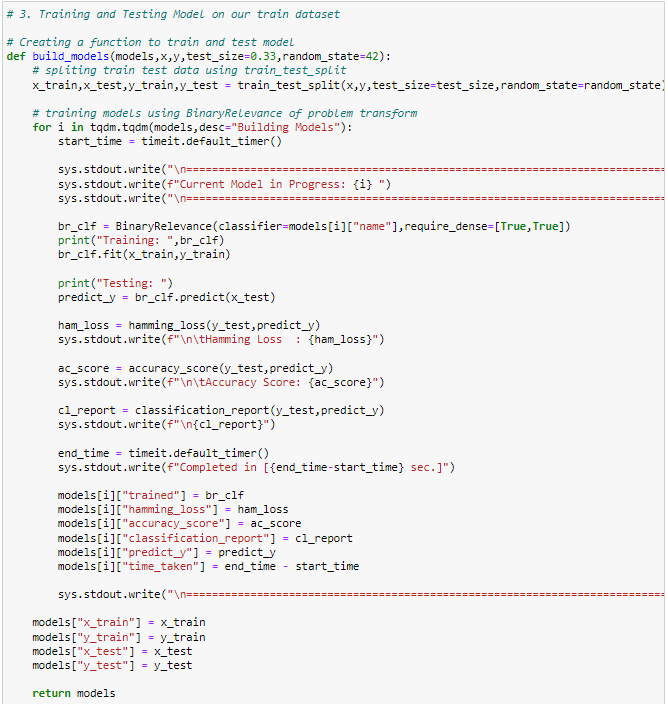 # 3. Training and Testing Model on our train dataset
# Creating a function to train and test model
def build_models(models,x,y,test_size=0.33,random_state=42):
# spliting train test data using train_test_split
x_train,x_test,y_train,y_test = train_test_split(x,y,test_size=test_size,random_state=random_state)
# training models using BinaryRelevance of problem transform
for i in tqdm.tqdm(models,desc="Building Models"):
start_time = timeit.default_timer()
sys.stdout.write("\n=========================================================================
sys.stdout.write(f"Current Model in Progress: {i} ")
sys.stdout.write("\n=========================================================================
br_clf = BinaryRelevance(classifier=models[i]["name"],require_dense=[True,True])
print("Training: ",br_clf)
br_clf.fit(x_train,y_train)
print("Testing: ")
predict_y = br_clf.predict(x_test)
ham_loss = hamming_loss(y_test,predict_y)
sys.stdout.write(f"\n\tHamming Loss  : {ham_loss}")
ac_score = accuracy_score(y_test,predict_y)
sys.stdout.write(f"\n\tAccuracy Score: {ac_score}")
cl_report = classification_report(y_test,predict_y)
sys.stdout.write(f"\n{cl_report}")
end_time = timeit.default_timer()
sys.stdout.write(f"Completed in [{end_time-start_time} sec.]")
models[i]["trained"] = br_clf
models[i]["hamming_loss"] = ham_loss
models[i]["accuracy_score"] = ac_score
models[i]["classification_report"] = cl_report
models[i]["predict_y"] = predict_y
models[i]["time_taken"] = end_time - start_time
sys.stdout.write("\n=========================================================================
models["x_train"] = x_train
models["y_train"] = y_train
models["x_test"] = x_test
models["y_test"] = y_test
return models